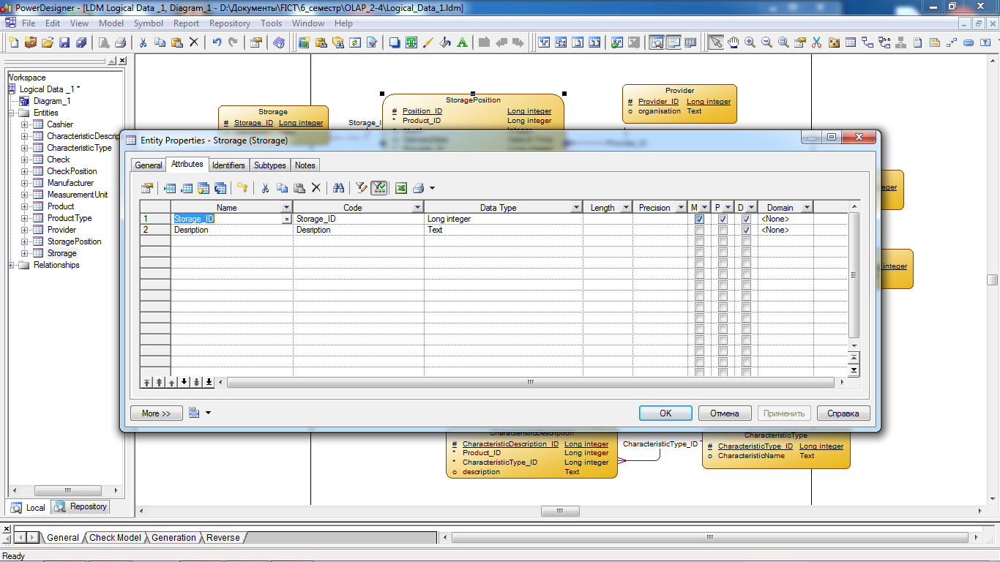 PowerDesigner - [LDM Logical Data _1, Diagram_1 - D:\Документы\FICT\6_семестр\OLAP_2-4\Logical_Data_1.ldm]
File Edit View Model Symbol Report Repository Tools Window Help
Workspace
Logical Data _1 *
Diagram_1
Entities
Cashier
CharacteristicDescrip
CharacteristicType
Check
CheckPosition
Manufacturer
MeasurementUnit
Product
ProductType
Provider
StoragePosition
Strorage
Relationships
Local Repository
Strorage
# Storage_ID Long integer
Storage_I
StoragePosition
# Position_ID Long integer
* Product_ID Long integer
Provider
# Provider_ID Long integer
o organisation Text
Provider_ID
Entity Properties - Strorage (Strorage)
General Attributes Identifiers Subtypes Notes
Name Code Data Type Length Precision M P D Domain
1 Storage_ID = Storage_ID Long integer <None>
2 Desription Desription Text <None>
More >> OK Отмена Применить Справка
eger
integer
CharacteristicDescription
# CharacteristicDescription_ID Long integer
* Product_ID Long integer
* CharacteristicType_ID Long integer
o description Text
CharacteristicType_ID
CharacteristicType
# CharacteristicType_ID Long integer
o CharacteristicName Text
General Check Model Generation Reverse
Ready